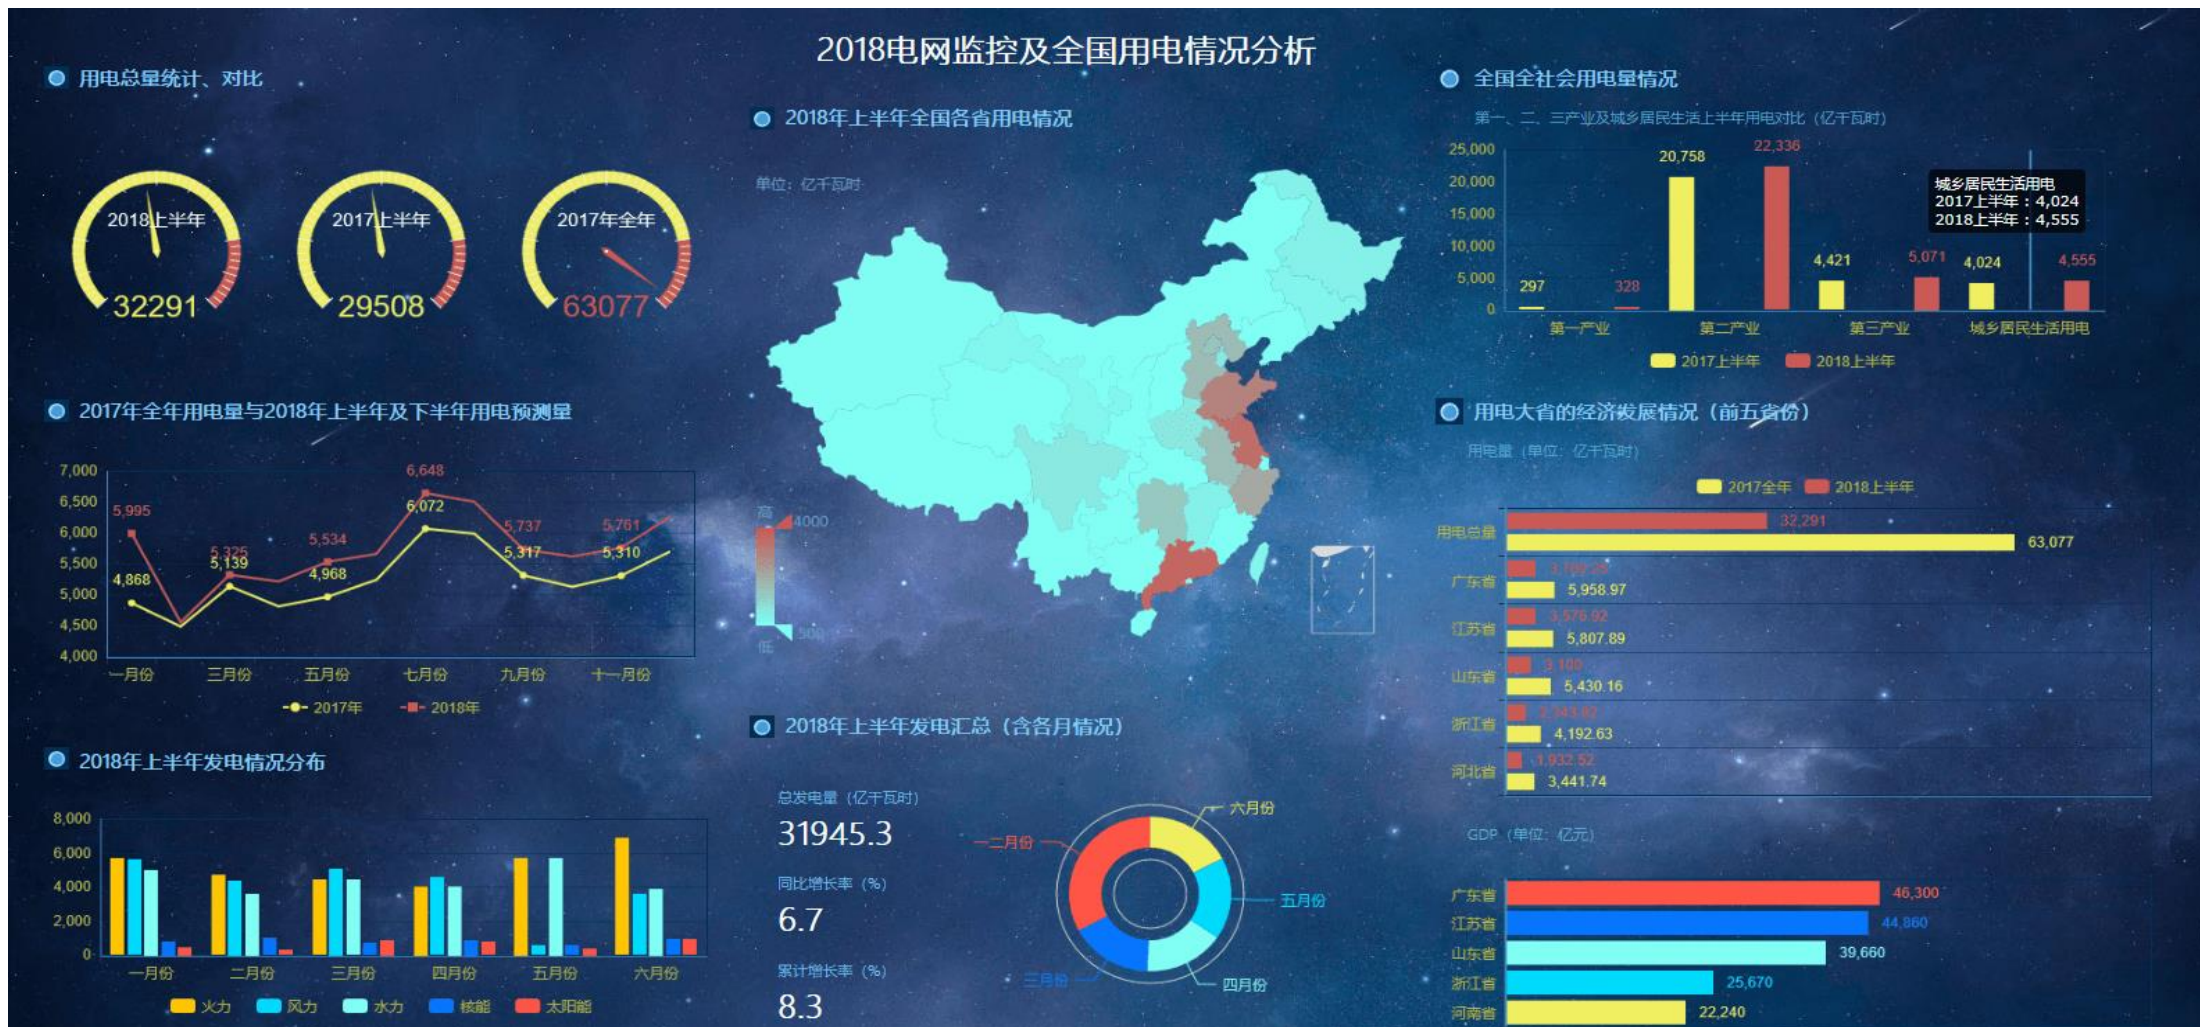 2018电网监控及全国用电情况分析
用电总量统计、对比
2018上半年
32291
2017上半年
29508
2017年全年
63077
2017年全年用电量与2018年上半年及下半年用电预测量
7,000
6,500
6,000
5,500
5,000
4,500
4,000
5,995
5,325
5,534
6,648
5,737
5,761
4,868
5,139
4,968
6,072
5,317
5,310
一月份 三月份 五月份 七月份 九月份 十一月份
2017年 2018年
2018年上半年发电情况分布
8,000
6,000
4,000
2,000
0
一月份 二月份 三月份 四月份 五月份 六月份
火力 风力 水力 核能 太阳能
2018年上半年全国各省用电情况
单位：亿千瓦时
高
4000
500
低
2018年上半年发电汇总（含各月情况）
总发电量（亿千瓦时）
31945.3
同比增长率（%）
6.7
累计增长率（%）
8.3
六月份
五月份
四月份
三月份
二月份
全国全社会用电量情况
第一、二、三产业及城乡居民生活上半年用电对比（亿千瓦时）
25,000
20,000
15,000
10,000
5,000
0
297
328
20,758
22,336
4,421
5,071
4,024
4,555
城乡居民生活用电
2017上半年：4,024
2018上半年：4,555
第一产业 第二产业 第三产业 城乡居民生活用电
2017上半年 2018上半年
用电大省的经济发展情况（前五省份）
用电量（单位：亿千瓦时）
2017全年 2018上半年
用电总量
32,291
63,077
广东省
5,958.97
江苏省
3,576.92
5,807.89
山东省
3,100
5,430.16
浙江省
4,192.63
河北省
1,932.52
3,441.74
GDP（单位：亿元）
广东省 46,300
江苏省 44,860
山东省 39,660
浙江省 25,670
河南省 22,240